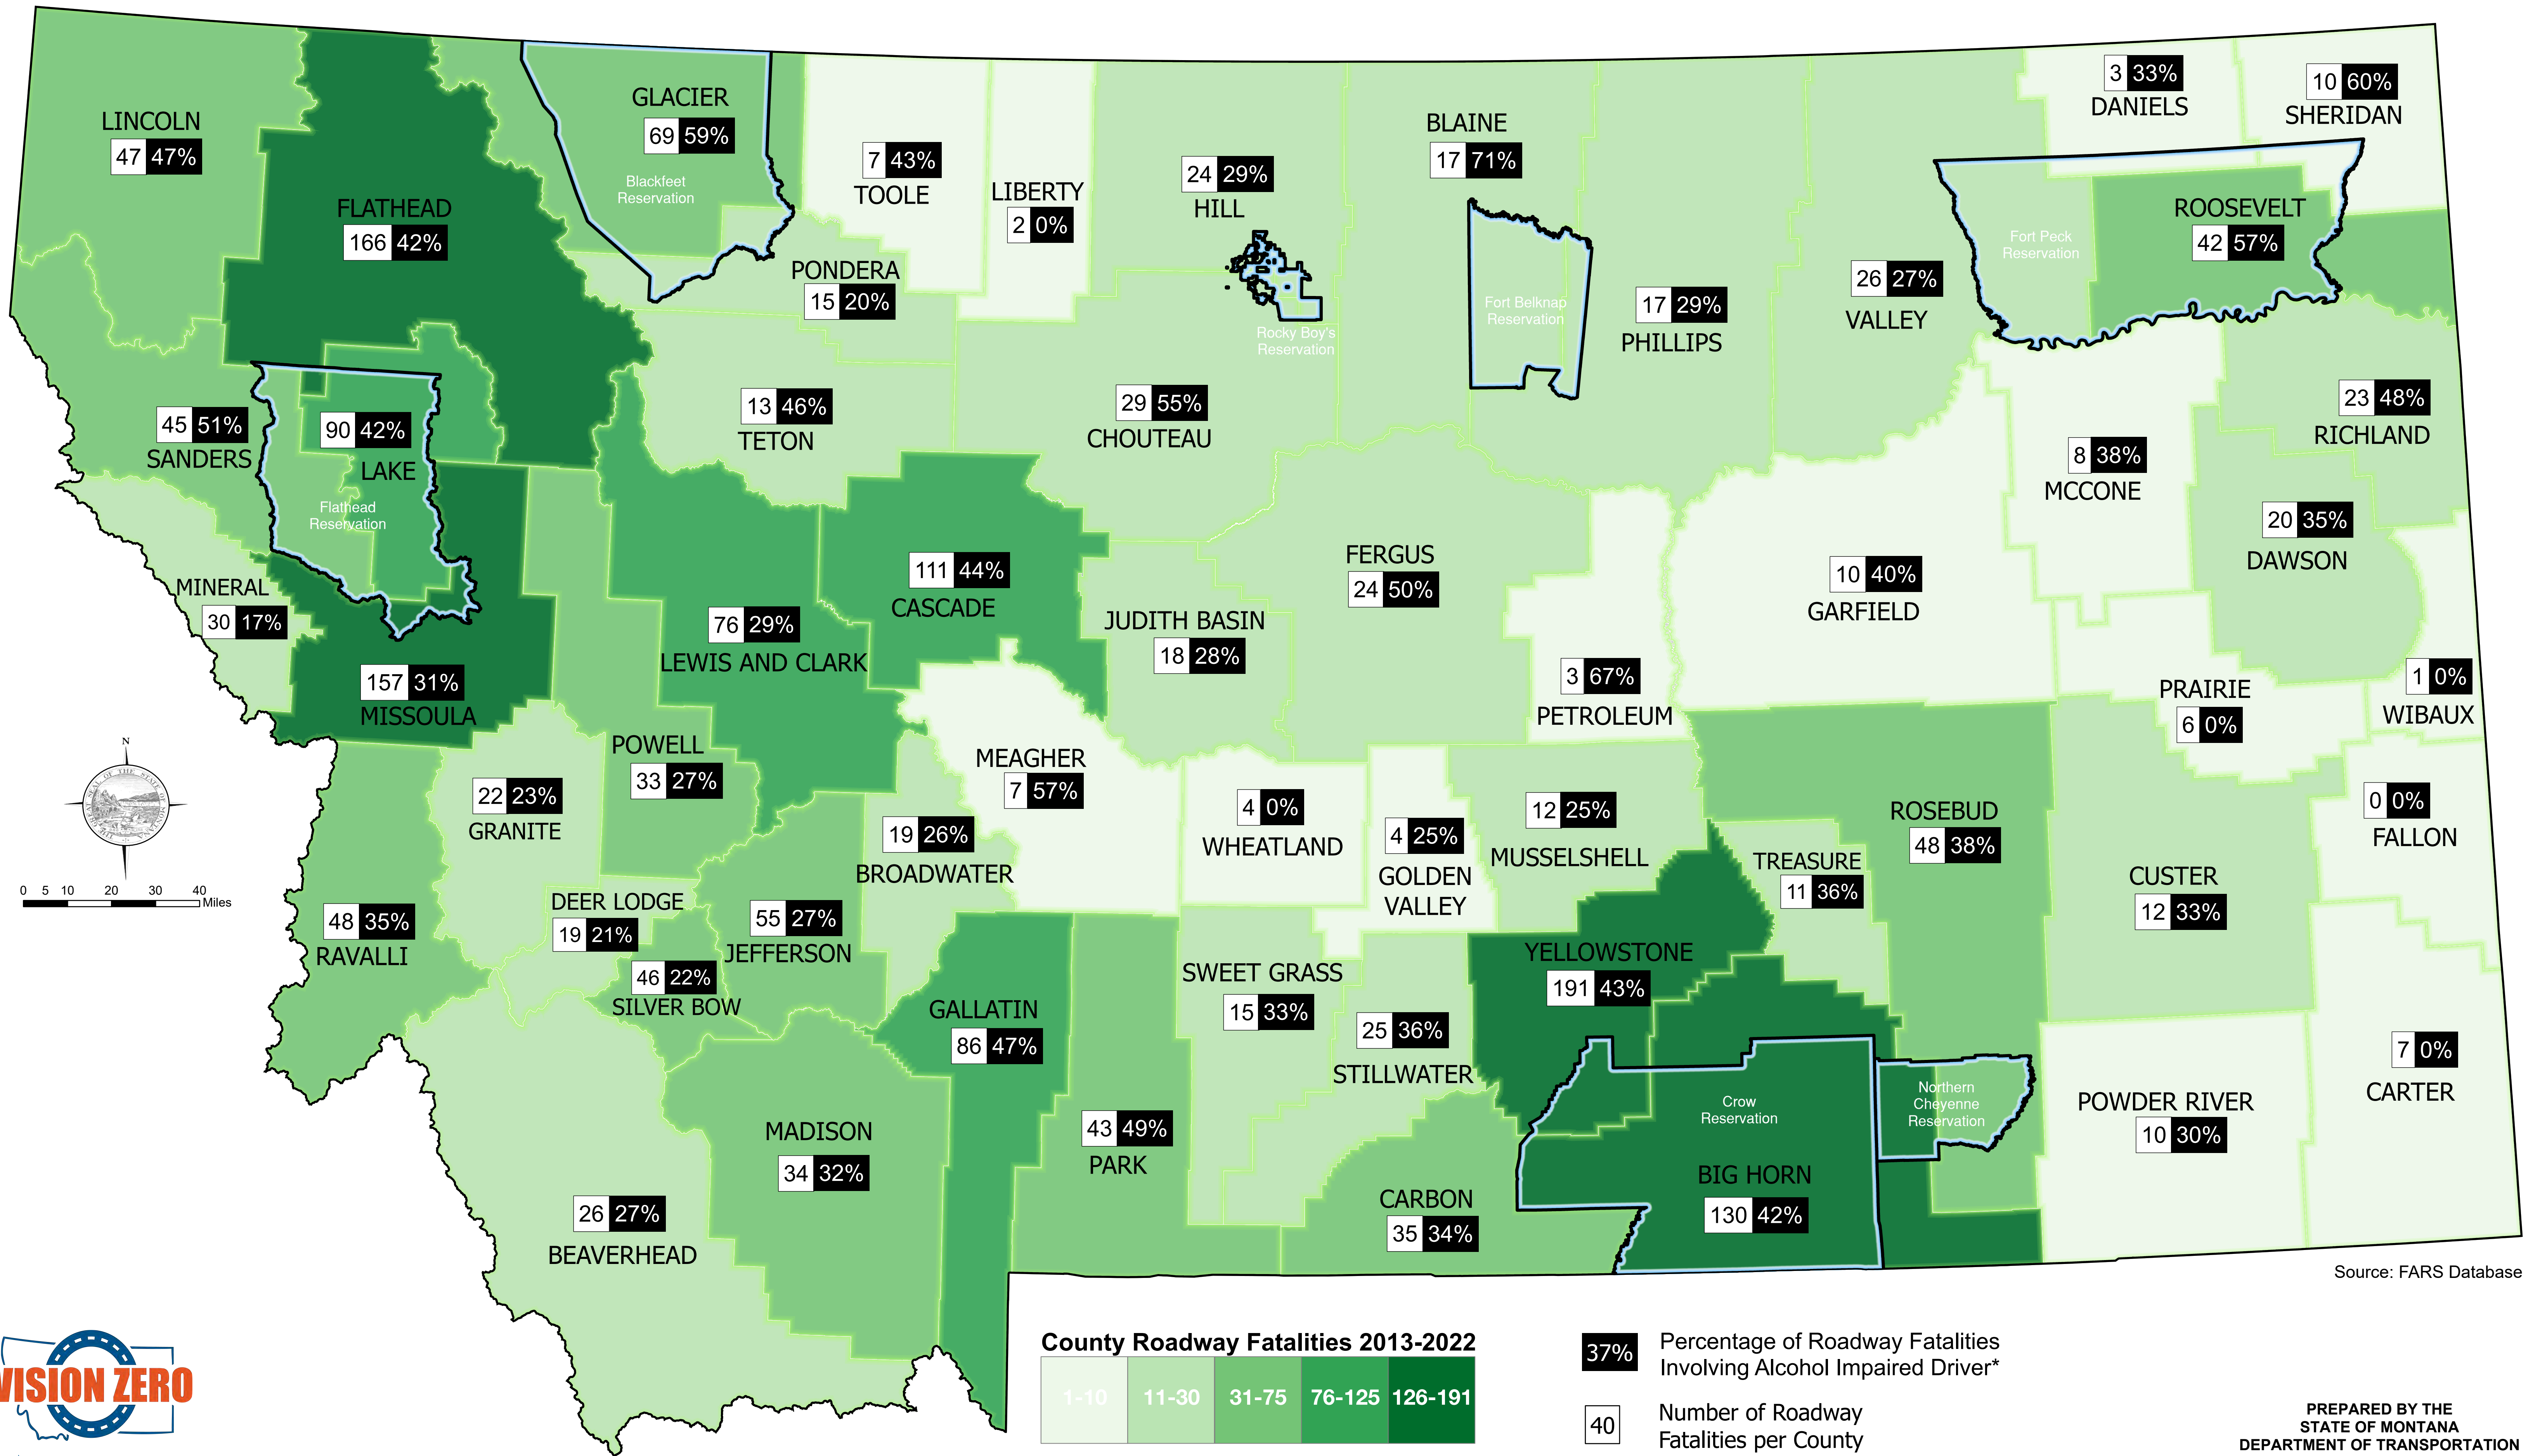 LINCOLN
47 47%
FLATHEAD
166 42%
GLACIER
69 59%
Blackfeet
Reservation
7 43%
TOOLE
LIBERTY
2 0%
24 29%
HILL
BLAINE
17 71%
3 33%
DANIELS
10 60%
SHERIDAN
PONDERA
15 20%
Rocky Boy's
Reservation
Fort Belknap
Reservation
17 29%
PHILLIPS
26 27%
VALLEY
Fort Peck
Reservation
ROOSEVELT
42 57%
45 51%
SANDERS
90 42%
LAKE
Flathead
Reservation
13 46%
TETON
29 55%
CHOUTEAU
8 38%
MCCONE
23 48%
RICHLAND
20 35%
DAWSON
MINERAL
30 17%
157 31%
MISSOULA
76 29%
LEWIS AND CLARK
111 44%
CASCADE
JUDITH BASIN
18 28%
FERGUS
24 50%
3 67%
PETROLEUM
10 40%
GARFIELD
PRAIRIE
6 0%
1 0%
WIBAUX
N
SEAL OF THE STATE
0 5 10 20 30 40
Miles
22 23%
GRANITE
POWELL
33 27%
MEAGHER
7 57%
19 26%
BROADWATER
4 0%
WHEATLAND
4 25%
GOLDEN
VALLEY
12 25%
MUSSELSHELL
TREASURE
11 36%
ROSEBUD
48 38%
CUSTER
12 33%
0 0%
FALLON
48 35%
RAVALLI
DEER LODGE
19 21%
46 22%
SILVER BOW
55 27%
JEFFERSON
GALLATIN
86 47%
SWEET GRASS
15 33%
25 36%
STILLWATER
YELLOWSTONE
191 43%
Crow
Reservation
Northern
Cheyenne
Reservation
7 0%
CARTER
POWDER RIVER
10 30%
26 27%
BEAVERHEAD
MADISON
34 32%
43 49%
PARK
CARBON
35 34%
BIG HORN
130 42%
Source: FARS Database
VISION ZERO
County Roadway Fatalities 2013-2022
1-10 11-30 31-75 76-125 126-191
37% Percentage of Roadway Fatalities
Involving Alcohol Impaired Driver*
40 Number of Roadway
Fatalities per County
PREPARED BY THE
STATE OF MONTANA
DEPARTMENT OF TRANSPORTATION